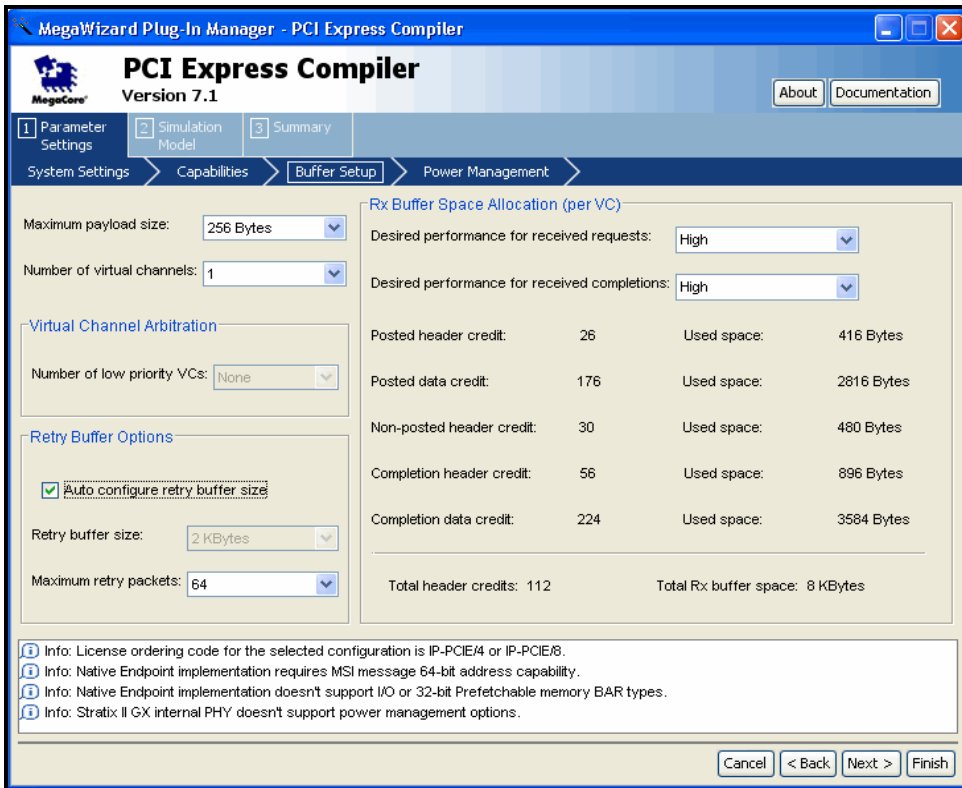 MegaWizard Plug-In Manager - PCI Express Compiler
MegaCore®
PCI Express Compiler
Version 7.1
About
Documentation
1 Parameter Settings
2 Simulation Model
3 Summary
System Settings
Capabilities
Buffer Setup
Power Management
Maximum payload size: 256 Bytes
Number of virtual channels: 1
Virtual Channel Arbitration
Number of low priority VCs: None
Retry Buffer Options
Auto configure retry buffer size
Retry buffer size: 2 KBytes
Maximum retry packets: 64
Rx Buffer Space Allocation (per VC)
Desired performance for received requests: High
Desired performance for received completions: High
Posted header credit: 26 Used space: 416 Bytes
Posted data credit: 176 Used space: 2816 Bytes
Non-posted header credit: 30 Used space: 480 Bytes
Completion header credit: 56 Used space: 896 Bytes
Completion data credit: 224 Used space: 3584 Bytes
Total header credits: 112 Total Rx buffer space: 8 KBytes
Info: License ordering code for the selected configuration is IP-PCIE/4 or IP-PCIE/8.
Info: Native Endpoint implementation requires MSI message 64-bit address capability.
Info: Native Endpoint implementation doesn't support I/O or 32-bit Prefetchable memory BAR types.
Info: Stratix II GX internal PHY doesn't support power management options.
Cancel
< Back
Next >
Finish